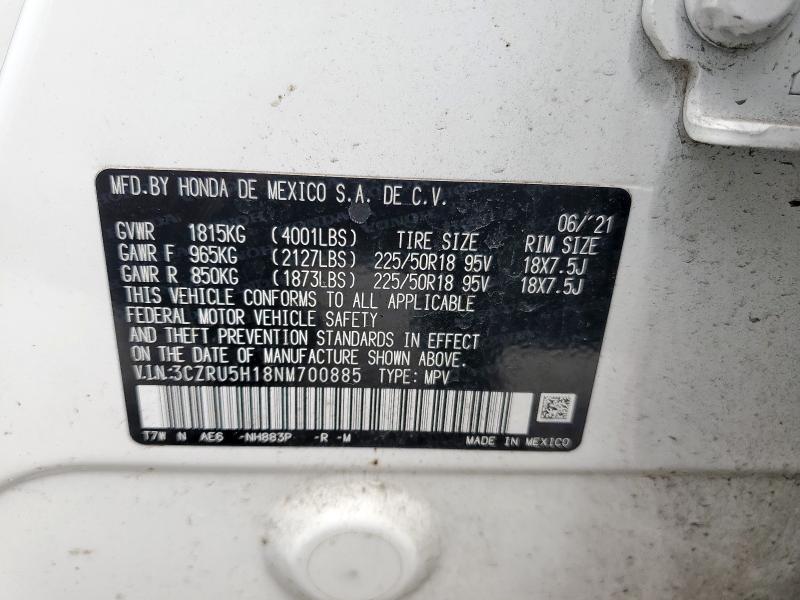 MFD.BY HONDA DE MEXICO S.A. DE C.V.
06/'21
GVWR 1815KG (4001LBS) TIRE SIZE RIM SIZE
GAWR F 965KG (2127LBS) 225/50R18 95V 18X7.5J
GAWR R 850KG (1873LBS) 225/50R18 95V 18X7.5J
THIS VEHICLE CONFORMS TO ALL APPLICABLE
FEDERAL MOTOR VEHICLE SAFETY
AND THEFT PREVENTION STANDARDS IN EFFECT
ON THE DATE OF MANUFACTURE SHOWN ABOVE.
V.I.N.:3CZRU5H18NM700885 TYPE: MPV
T7W N AE6 -NH883P -R -M
MADE IN MEXICO